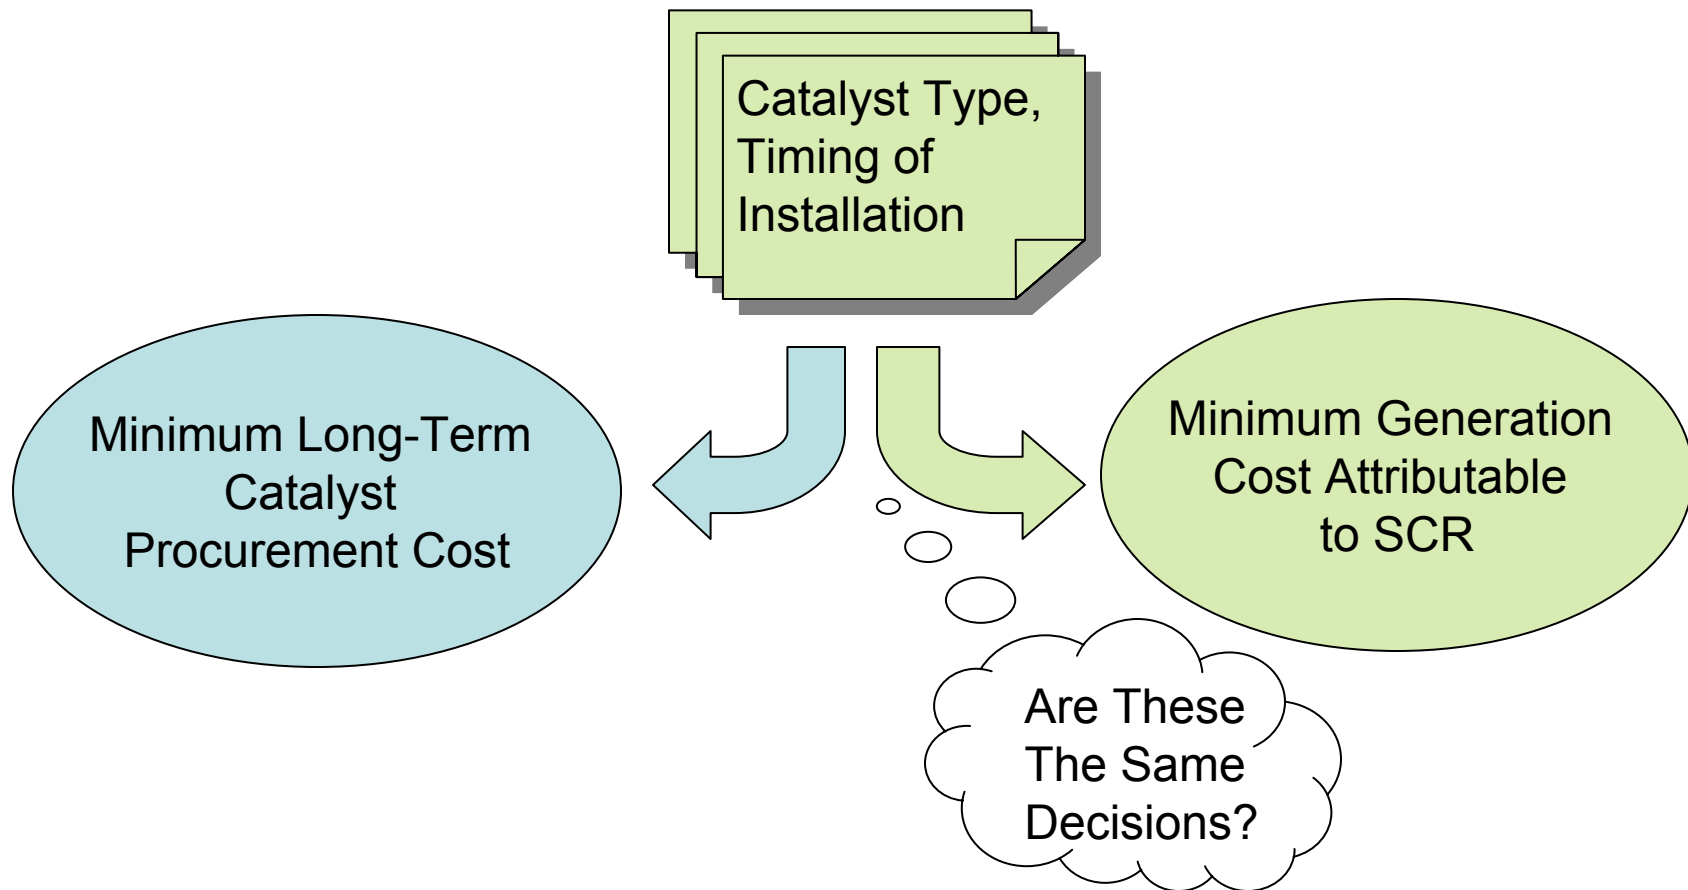 Catalyst Type,
Timing of
Installation
Minimum Long-Term
Catalyst
Procurement Cost
Minimum Generation
Cost Attributable
to SCR
Are These
The Same
Decisions?